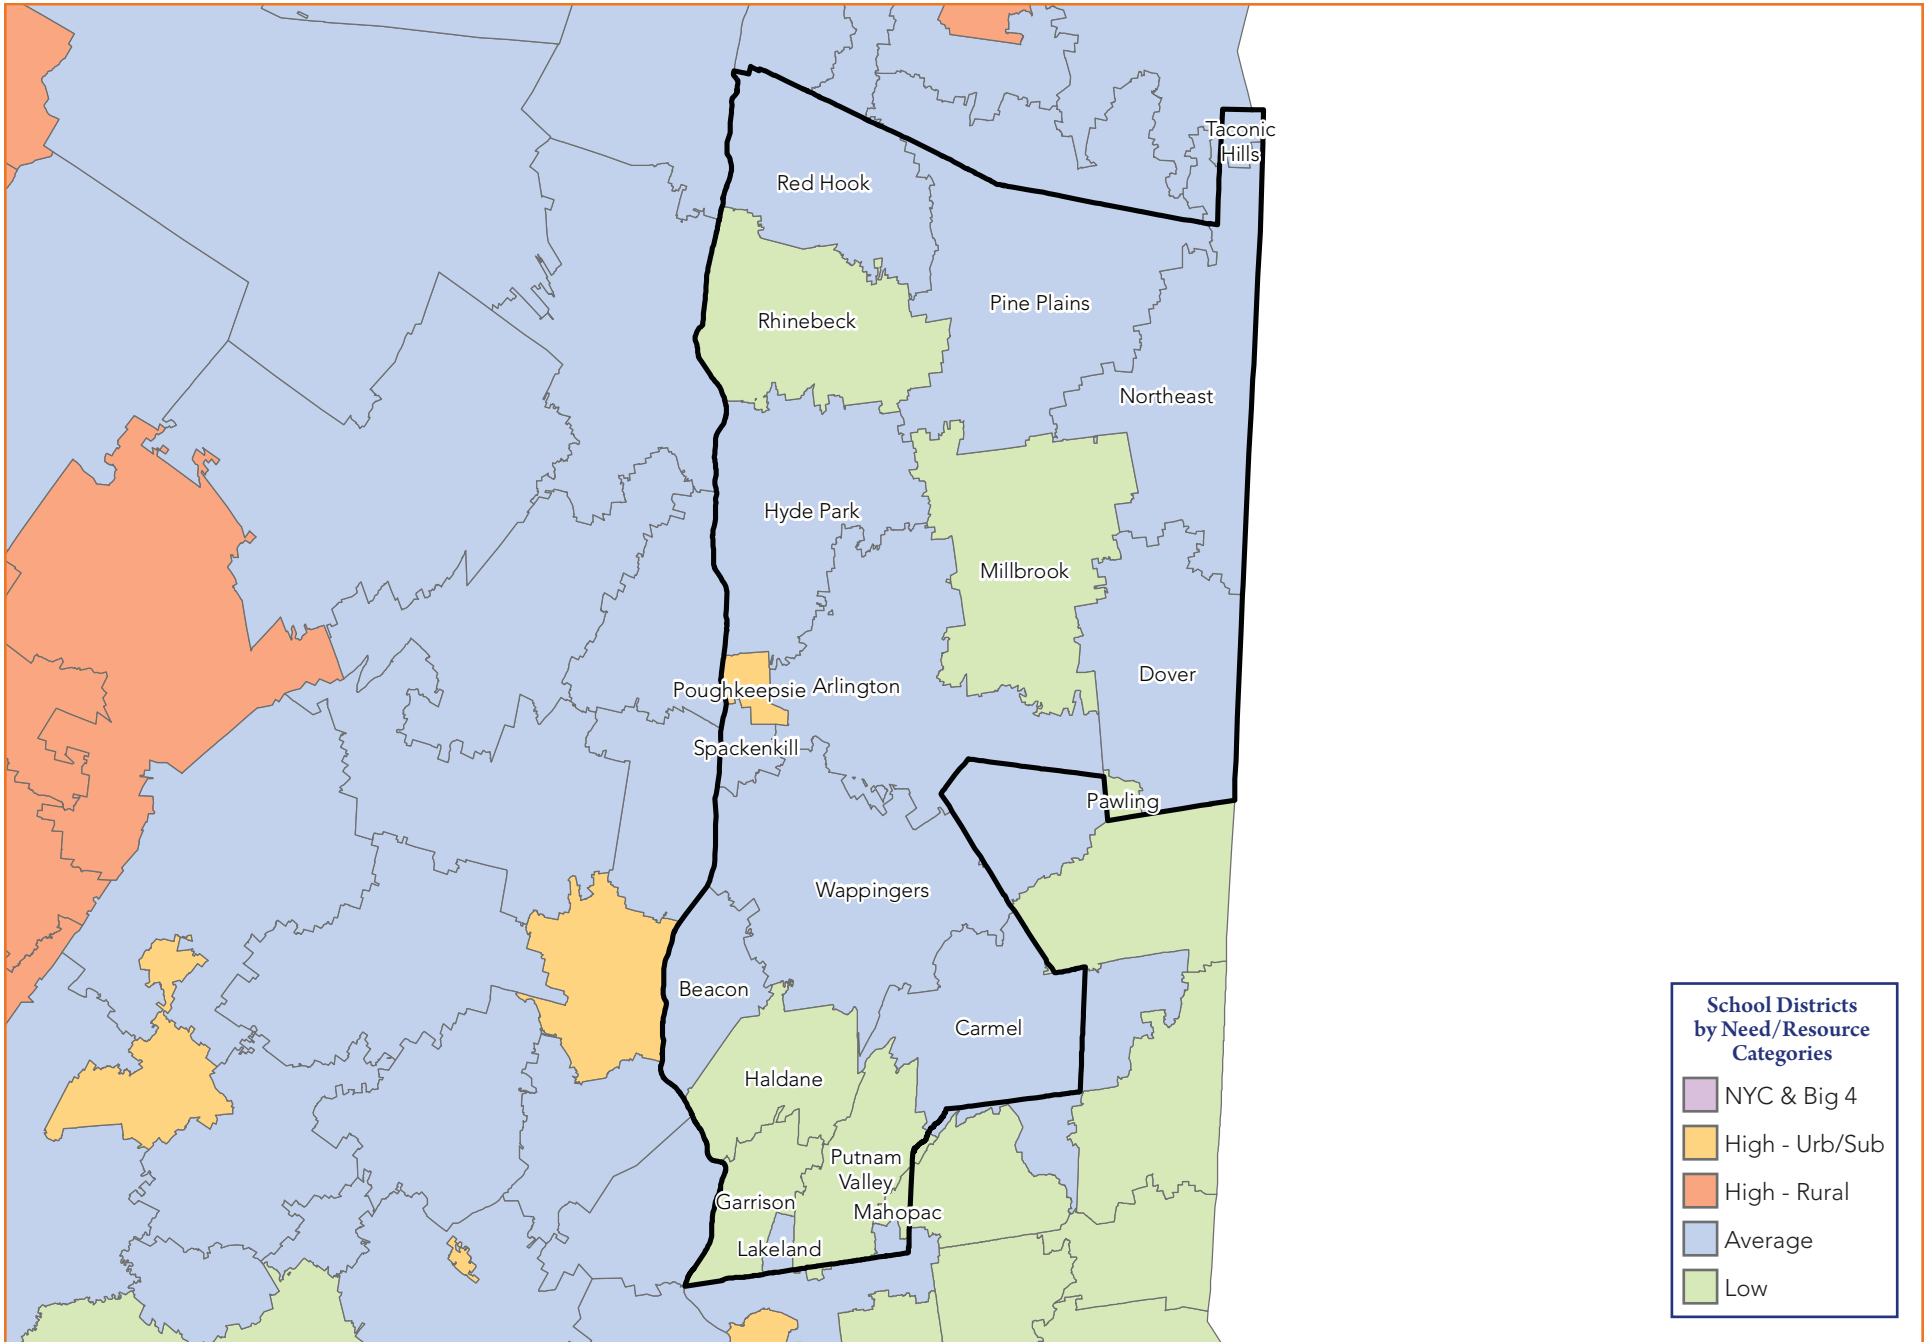 Taconic
Hills
Red Hook
Pine Plains
Rhinebeck
Northeast
Hyde Park
Millbrook
Dover
Poughkeepsie
Arlington
Spackenkill
Pawling
Wappingers
Beacon
Carmel
Haldane
Putnam
Valley
Garrison
Mahopac
Lakeland
School Districts
by Need/Resource
Categories
NYC & Big 4
High - Urb/Sub
High - Rural
Average
Low